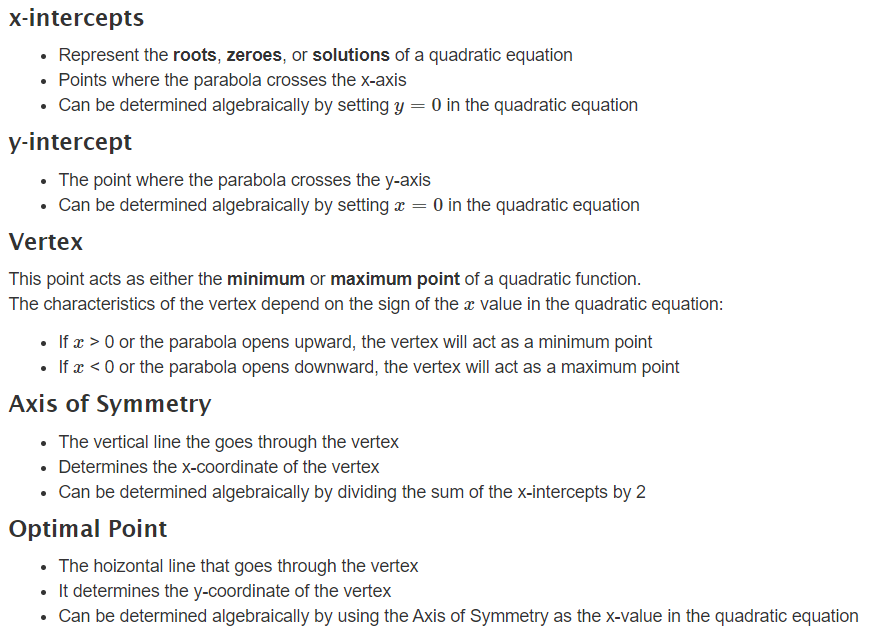 x-intercepts
• Represent the roots, zeroes, or solutions of a quadratic equation
• Points where the parabola crosses the x-axis
• Can be determined algebraically by setting y = 0 in the quadratic equation
y-intercept
• The point where the parabola crosses the y-axis
• Can be determined algebraically by setting x = 0 in the quadratic equation
Vertex
This point acts as either the minimum or maximum point of a quadratic function.
The characteristics of the vertex depend on the sign of the x value in the quadratic equation:
• If x > 0 or the parabola opens upward, the vertex will act as a minimum point
• If x < 0 or the parabola opens downward, the vertex will act as a maximum point
Axis of Symmetry
• The vertical line the goes through the vertex
• Determines the x-coordinate of the vertex
• Can be determined algebraically by dividing the sum of the x-intercepts by 2
Optimal Point
• The hoizontal line that goes through the vertex
• It determines the y-coordinate of the vertex
• Can be determined algebraically by using the Axis of Symmetry as the x-value in the quadratic equation